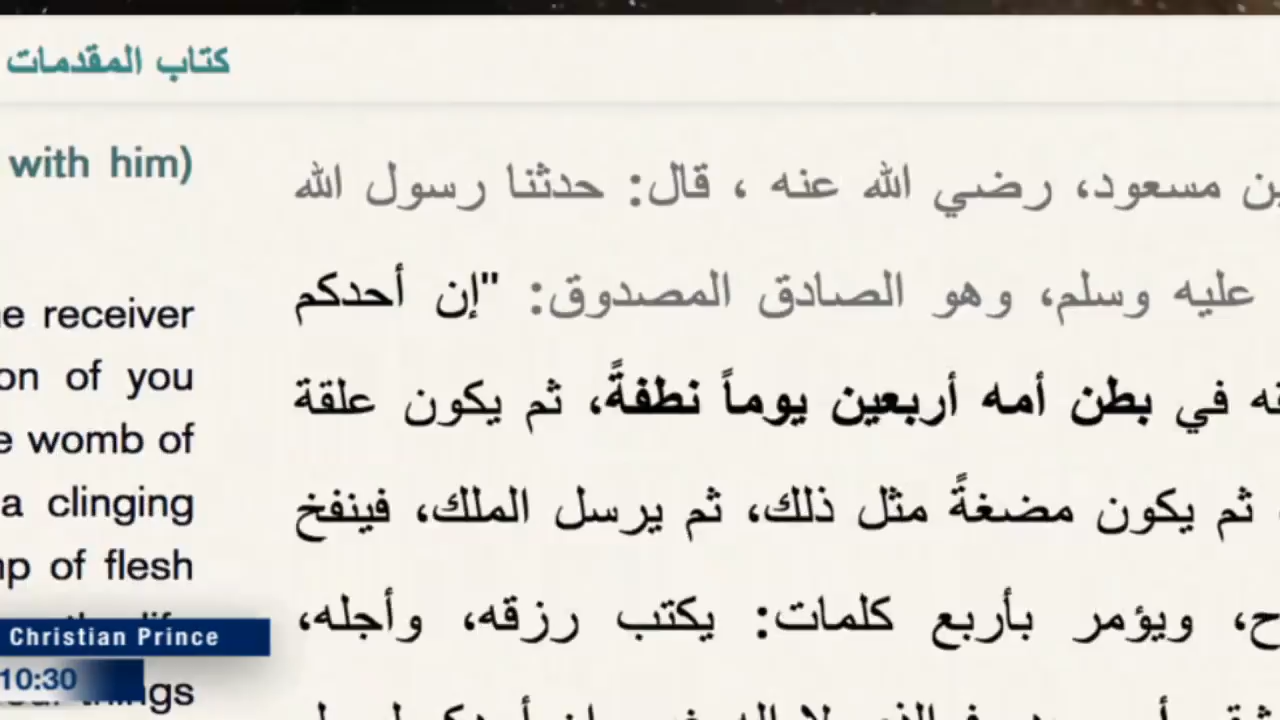 كتاب المقدمات
with him)
مسعود، رضي الله عنه ، قال: حدثنا رسول الله
عليه وسلم، وهو الصادق المصدوق: "إن أحدكم
في بطن أمه أربعين يوماً نطفةً، ثم يكون علقة
ثم يكون مضغةً مثل ذلك، ثم يرسل الملك، فينفخ
ويؤمر بأربع كلمات: يكتب رزقه، وأجله،
receiver
of you
womb of
a clinging
of flesh
Christian Prince
10:30